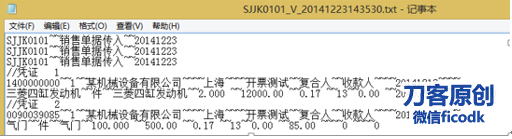 SJJK0101_V_20141223143530.txt - 记事本
文件(F) 编辑(E) 格式(O) 查看(V) 帮助(H)
SJJK0101~~销售单据传入~~20141223
SJJK0101~~销售单据传入~~20141223
SJJK0101~~销售单据传入~~20141223
//凭证 1
1400000000~~1~~某机械设备有限公司~~~~上海~~~~开票测试~~复合人~~收款人~~~~
三菱四缸发动机~~件~~三菱四缸发动机~~2.000~~12000.00~~0.17~~13~~0.00
//凭证 2
0090039085~~1~~某机械设备有限公司~~~~上海~~~~开票测试~~复合人~~收款人
气门~~件~~气门~~100.000~~500.00~~0.17~~13~~0.00~~85.00~~~~0~~~~0
刀客原创
微信ficodk